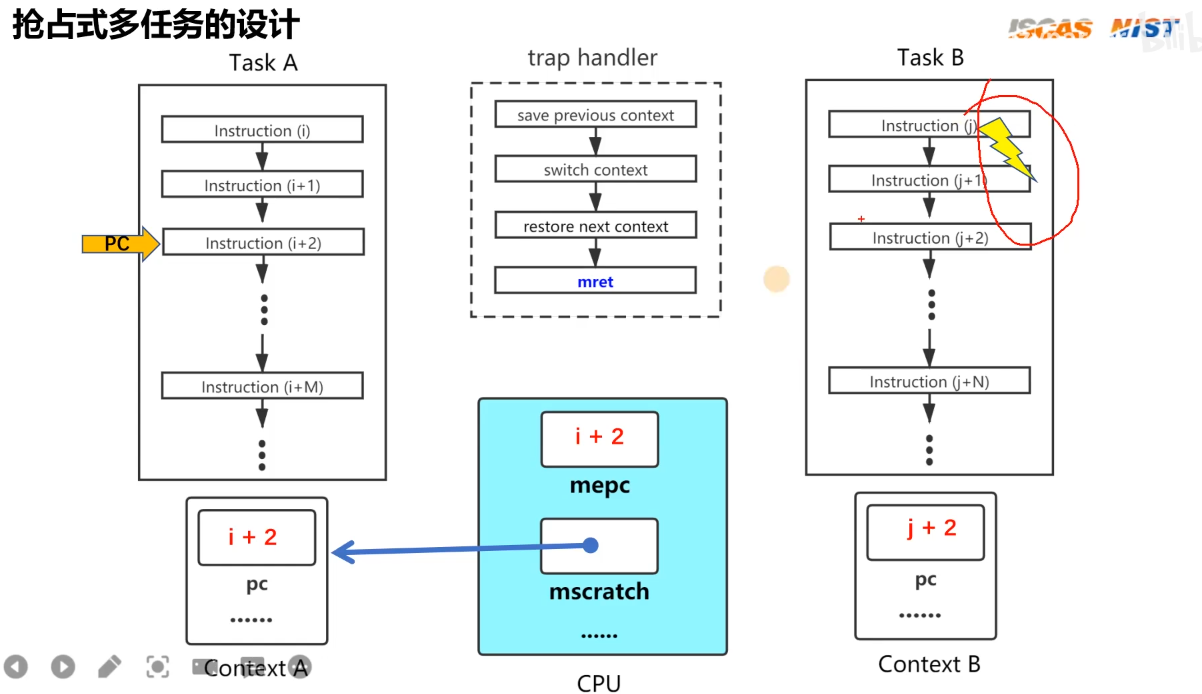 抢占式多任务的设计
ISCAS NIST
Task A
Instruction (i)
Instruction (i+1)
PC
Instruction (i+2)
Instruction (i+M)
i + 2
pc
......
Context A
trap handler
save previous context
switch context
restore next context
mret
i + 2
mepc
mscratch
......
CPU
Task B
Instruction (j)
Instruction (j+1)
Instruction (j+2)
Instruction (j+N)
j + 2
pc
......
Context B